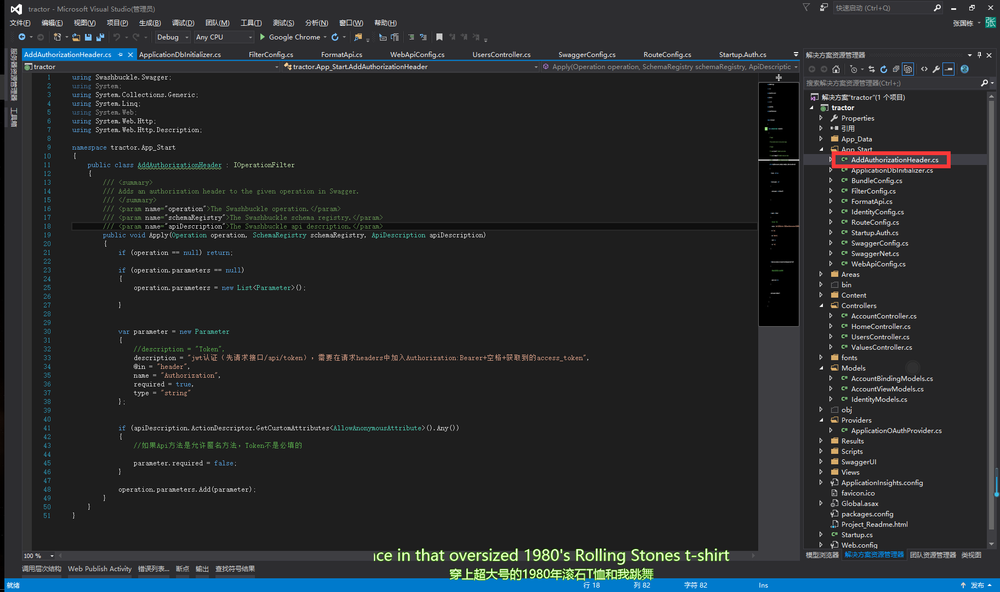 tractor - Microsoft Visual Studio(管理员)
快速启动 (Ctrl+Q)
文件(F) 编辑(E) 视图(V) 项目(P) 生成(B) 调试(D) 团队(M) 工具(T) 测试(S) 分析(N) 窗口(W) 帮助(H)
张国栋 张
Debug Any CPU Google Chrome
服务器资源管理器
工具箱
AddAuthorizationHeader.cs ApplicationDbInitializer.cs FilterConfig.cs FormatApi.cs WebApiConfig.cs UsersController.cs SwaggerConfig.cs RouteConfig.cs Startup.Auth.cs
tractor tractor.App_Start.AddAuthorizationHeader Apply(Operation operation, SchemaRegistry schemaRegistry, ApiDescriptic
1 using Swashbuckle.Swagger;
2 using System;
3 using System.Collections.Generic;
4 using System.Linq;
5 using System.Web;
6 using System.Web.Http;
7 using System.Web.Http.Description;
8
9 namespace tractor.App_Start
10 {
11 public class AddAuthorizationHeader : IOperationFilter
12 {
13 /// <summary>
14 /// Adds an authorization header to the given operation in Swagger.
15 /// </summary>
16 /// <param name="operation">The Swashbuckle operation.</param>
17 /// <param name="schemaRegistry">The Swashbuckle schema registry.</param>
18 /// <param name="apiDescription">The Swashbuckle api description.</param>
19 public void Apply(Operation operation, SchemaRegistry schemaRegistry, ApiDescription apiDescription)
20 {
21 if (operation == null) return;
22
23 if (operation.parameters == null)
24 {
25 operation.parameters = new List<Parameter>();
26
27 }
28
29
30 var parameter = new Parameter
31 {
32 //description = "Token",
33 description = "jwt认证（先请求接口/api/token），需要在请求headers中加入Authorization:Bearer+空格+获取到的access_token",
34 @in = "header",
35 name = "Authorization",
36 required = true,
37 type = "string"
38 };
39
40
41 if (apiDescription.ActionDescriptor.GetCustomAttributes<AllowAnonymousAttribute>().Any())
42 {
43 //如果Api方法是允许匿名方法，Token不是必填的
44
45 parameter.required = false;
46 }
47
48 operation.parameters.Add(parameter);
49 }
50 }
51 }
解决方案资源管理器
搜索解决方案资源管理器(Ctrl+;)
解决方案"tractor"(1 个项目)
tractor
Properties
引用
App_Data
App_Start
AddAuthorizationHeader.cs
ApplicationDbInitializer.cs
BundleConfig.cs
FilterConfig.cs
FormatApi.cs
IdentityConfig.cs
RouteConfig.cs
Startup.Auth.cs
SwaggerConfig.cs
SwaggerNet.cs
WebApiConfig.cs
Areas
bin
Content
Controllers
AccountController.cs
HomeController.cs
UsersController.cs
ValuesController.cs
fonts
Models
AccountBindingModels.cs
AccountViewModels.cs
IdentityModels.cs
obj
Providers
ApplicationOAuthProvider.cs
Results
Scripts
SwaggerUI
Views
ApplicationInsights.config
favicon.ico
Global.asax
packages.config
Project_Readme.html
Startup.cs
Web.config
模型浏览器 解决方案资源管理器 团队资源管理器 类视图
100 %
ce in that oversized 1980's Rolling Stones t-shirt
穿上超大号的1980年滚石T恤和我跳舞
调用层次结构 Web Publish Activity 错误列表... 断点 输出 查找符号结果
就绪 行 18 列 82 字符 82 Ins 发布